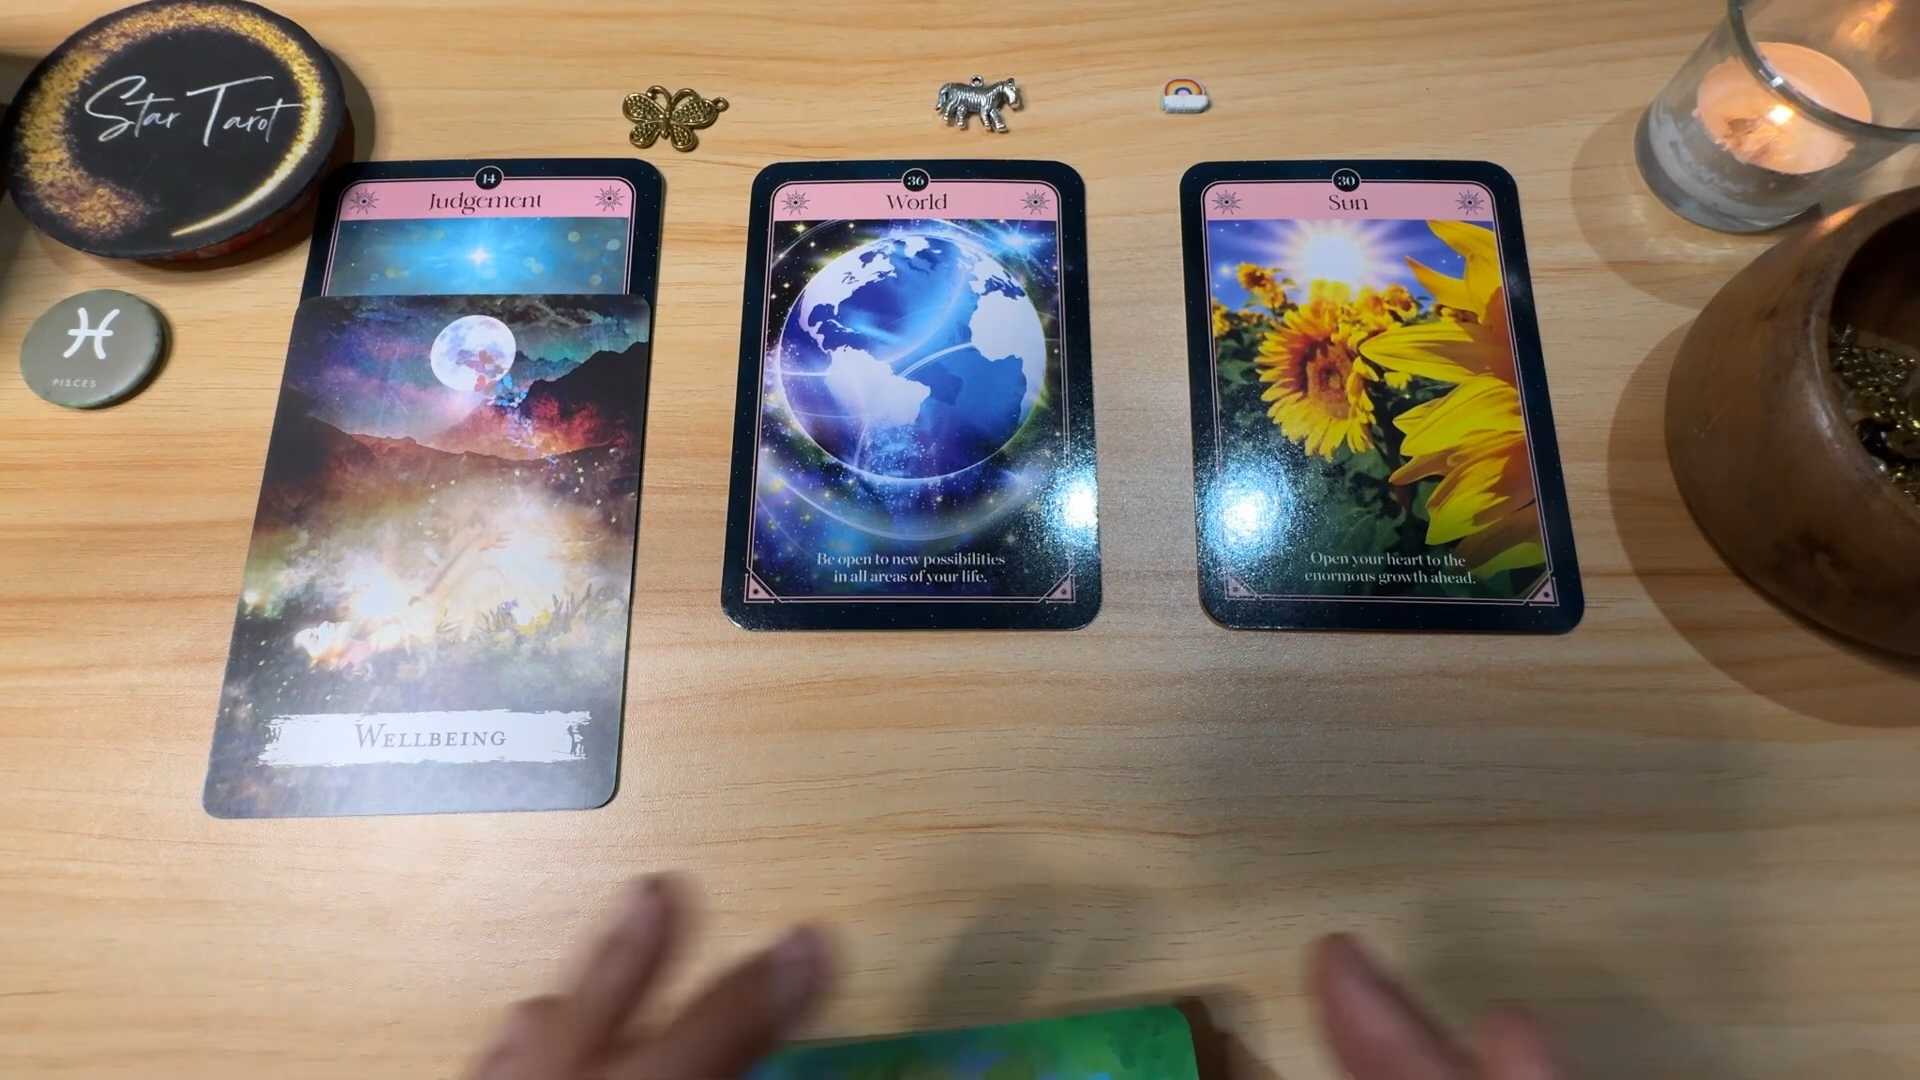 Star Tarot
PISCES
14
Judgement
WELLBEING
36
World
Be open to new possibilities
in all areas of your life.
30
Sun
Open your heart to the
enormous growth ahead.